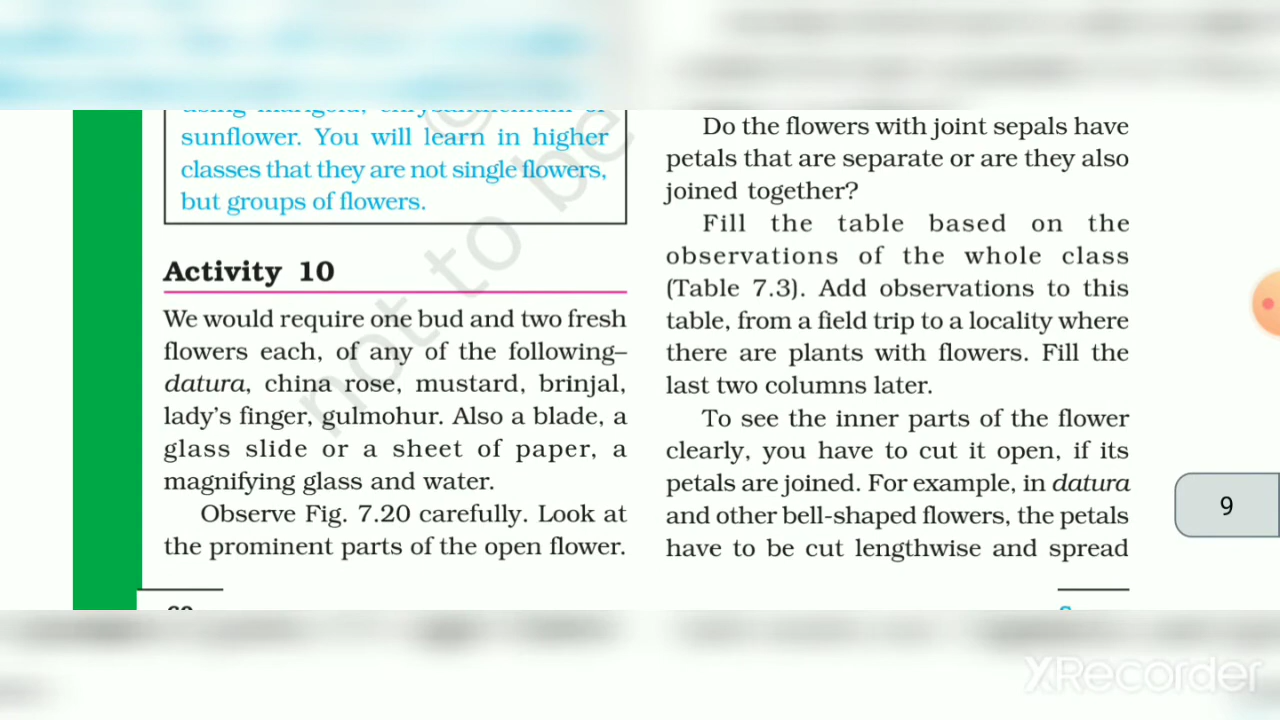 sunflower. You will learn in higher
classes that they are not single flowers,
but groups of flowers.
Activity 10
We would require one bud and two fresh
flowers each, of any of the following–
datura, china rose, mustard, brinjal,
lady's finger, gulmohur. Also a blade, a
glass slide or a sheet of paper, a
magnifying glass and water.
Observe Fig. 7.20 carefully. Look at
the prominent parts of the open flower.
Do the flowers with joint sepals have
petals that are separate or are they also
joined together?
Fill the table based on the
observations of the whole class
(Table 7.3). Add observations to this
table, from a field trip to a locality where
there are plants with flowers. Fill the
last two columns later.
To see the inner parts of the flower
clearly, you have to cut it open, if its
petals are joined. For example, in datura
and other bell-shaped flowers, the petals
have to be cut lengthwise and spread
©
not to be
9
XRecorder